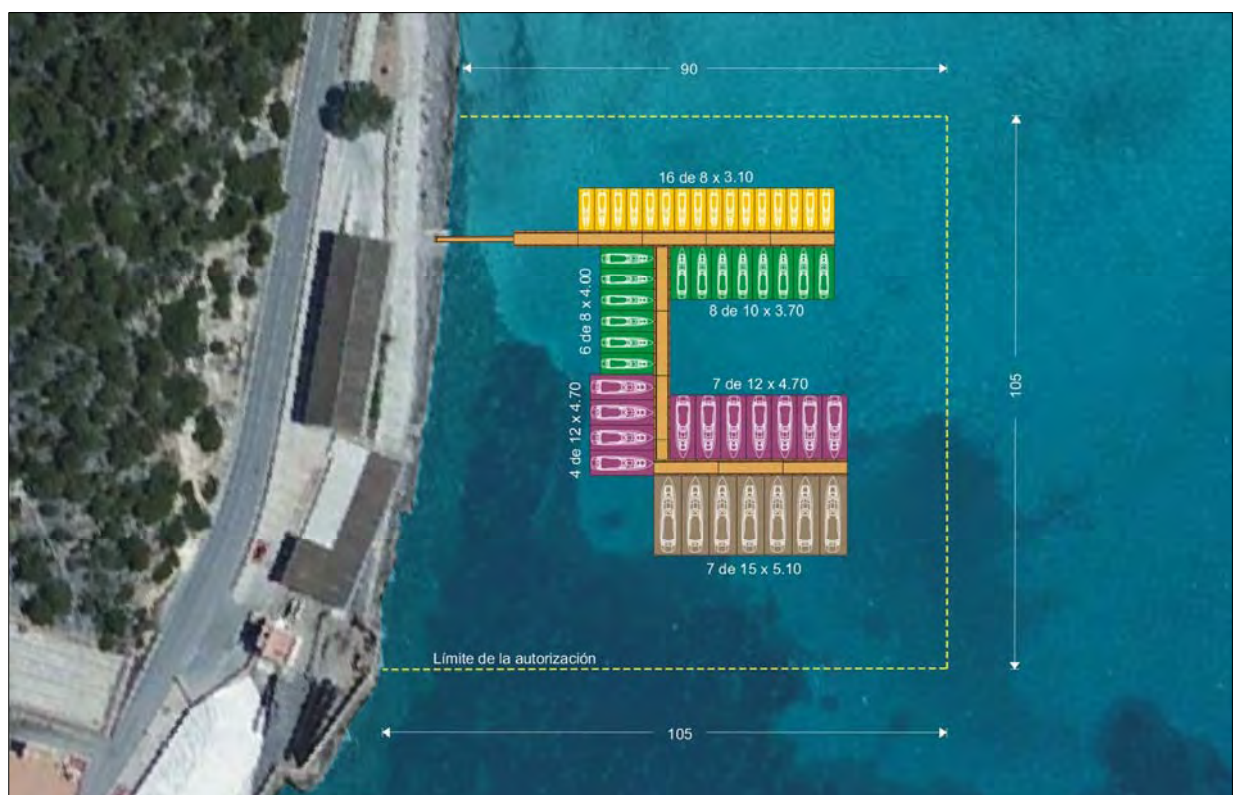 90
16 de 8 x 3.10
6 de 8 x 4.00
8 de 10 x 3.70
105
7 de 12 x 4.70
4 de 12 x 4.70
7 de 15 x 5.10
Límite de la autorización
105